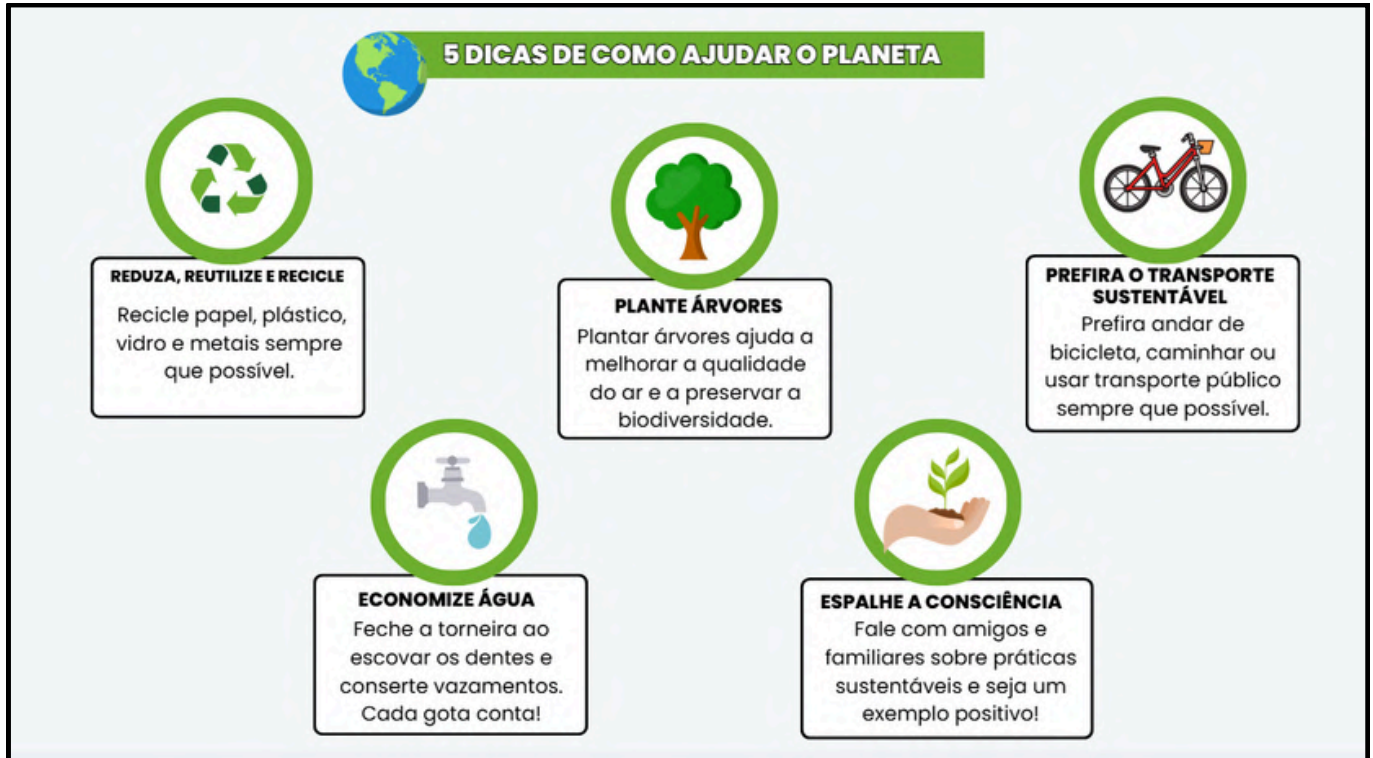 5 DICAS DE COMO AJUDAR O PLANETA
REDUZA, REUTILIZE E RECICLE
Recicle papel, plástico,
vidro e metais sempre
que possível.
PLANTE ÁRVORES
Plantar árvores ajuda a
melhorar a qualidade
do ar e a preservar a
biodiversidade.
PREFIRA O TRANSPORTE
SUSTENTÁVEL
Prefira andar de
bicicleta, caminhar ou
usar transporte público
sempre que possível.
ECONOMIZE ÁGUA
Feche a torneira ao
escovar os dentes e
conserte vazamentos.
Cada gota conta!
ESPALHE A CONSCIÊNCIA
Fale com amigos e
familiares sobre práticas
sustentáveis e seja um
exemplo positivo!